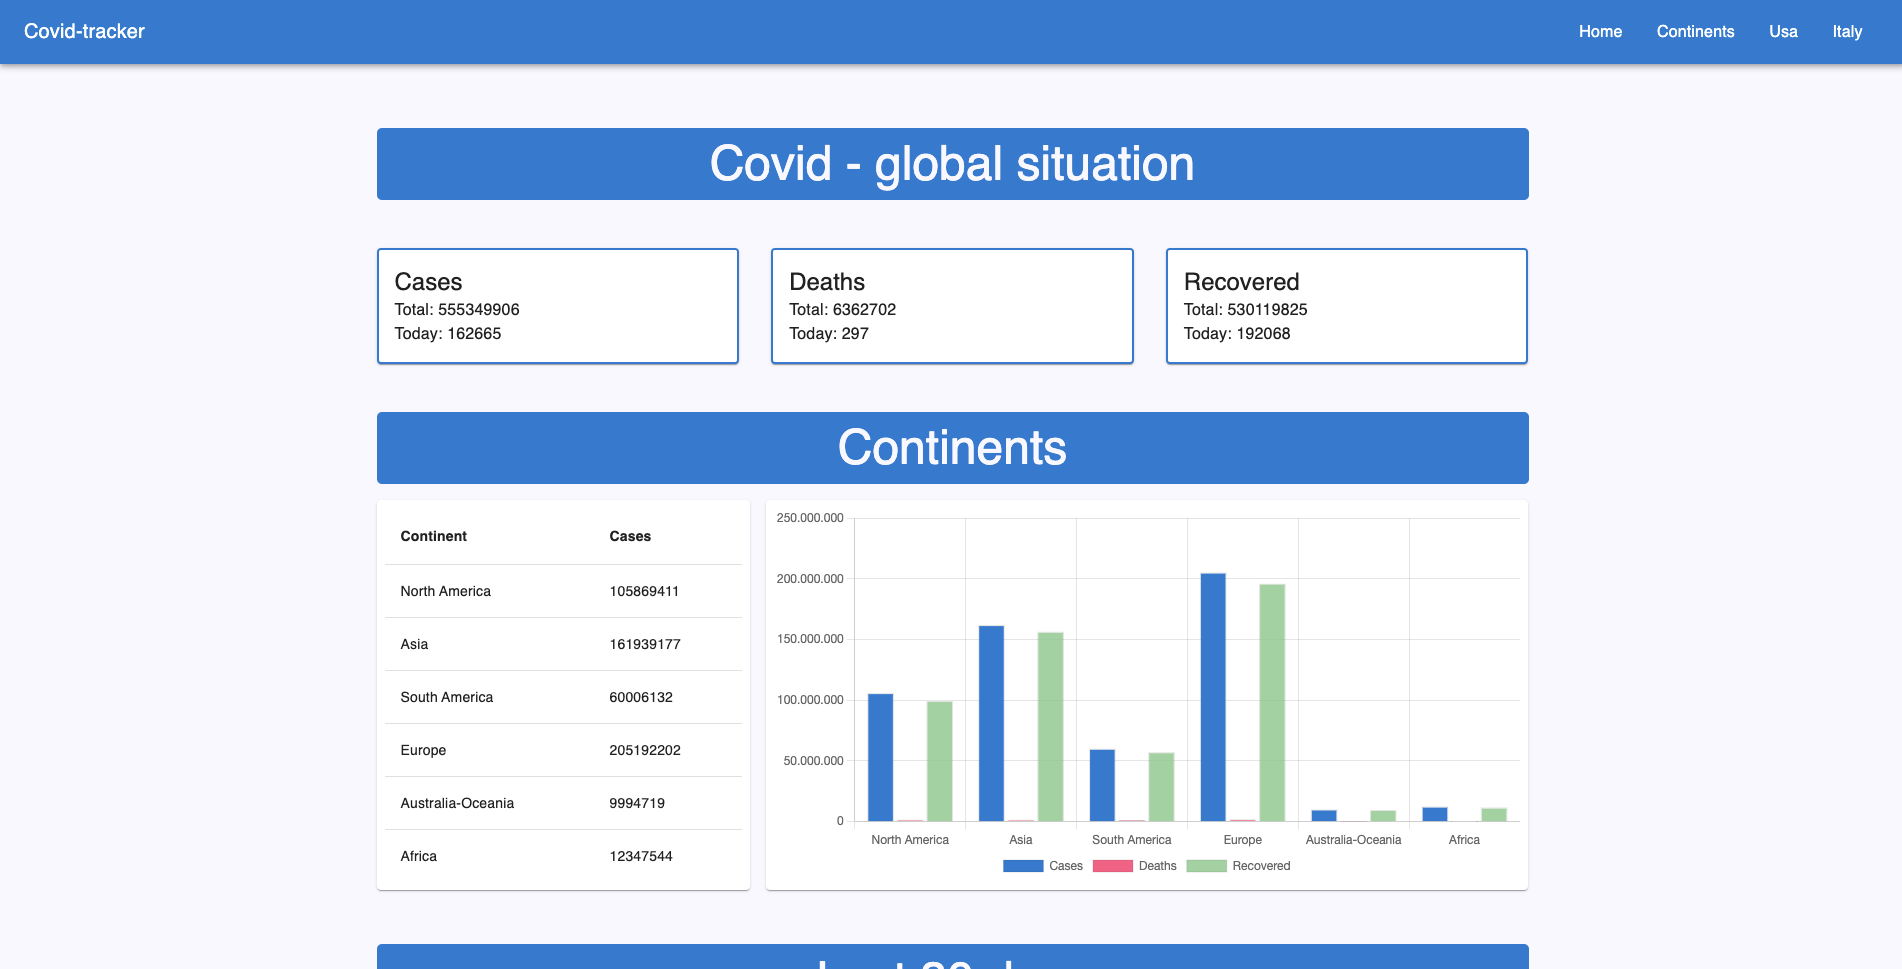 Covid-tracker
Home Continents Usa Italy
Covid - global situation
Cases
Total: 555349906
Today: 162665
Deaths
Total: 6362702
Today: 297
Recovered
Total: 530119825
Today: 192068
Continents
Continent Cases
North America 105869411
Asia 161939177
South America 60006132
Europe 205192202
Australia-Oceania 9994719
Africa 12347544
250.000.000
200.000.000
150.000.000
100.000.000
50.000.000
0
North America Asia South America Europe Australia-Oceania Africa
Cases Deaths Recovered